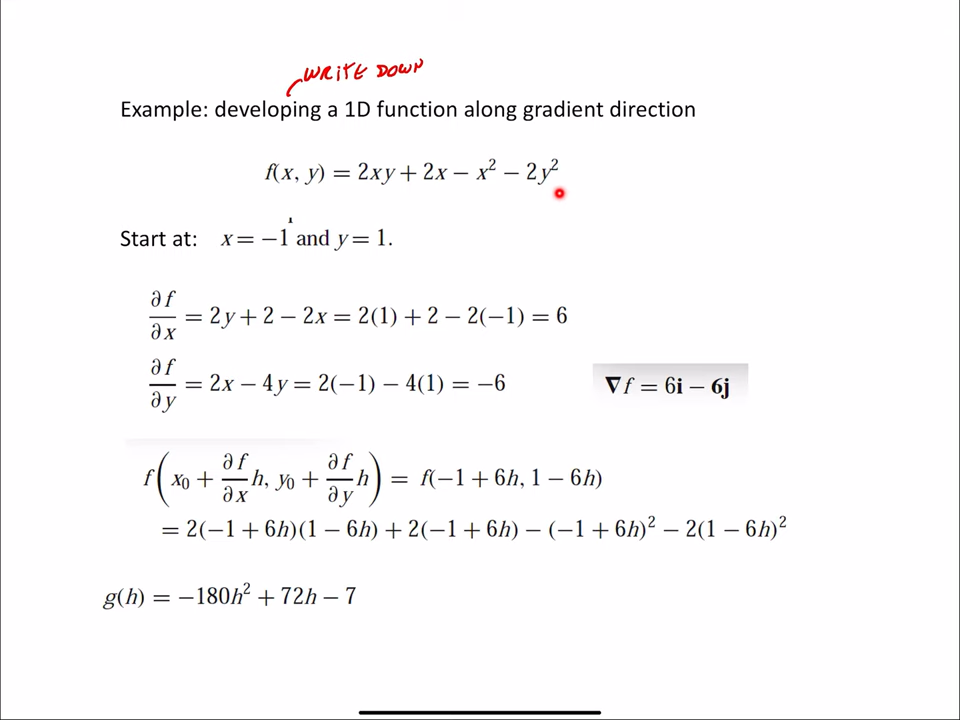 WRITE DOWN
Example: developing a 1D function along gradient direction
f(x, y) = 2xy + 2x − x² − 2y²
Start at: x = −1 and y = 1.
∂f/∂x = 2y + 2 − 2x = 2(1) + 2 − 2(−1) = 6
∂f/∂y = 2x − 4y = 2(−1) − 4(1) = −6
∇f = 6i − 6j
f(x₀ + ∂f/∂x h, y₀ + ∂f/∂y h) = f(−1 + 6h, 1 − 6h)
= 2(−1 + 6h)(1 − 6h) + 2(−1 + 6h) − (−1 + 6h)² − 2(1 − 6h)²
g(h) = −180h² + 72h − 7